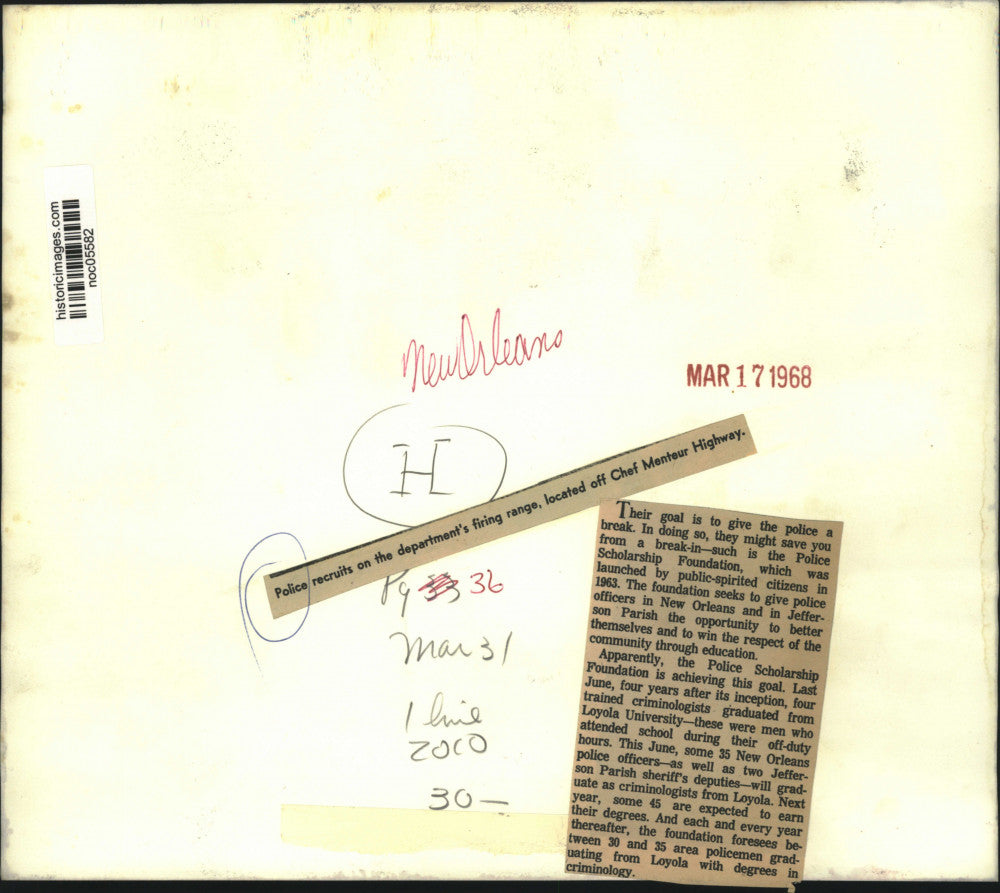 historicimages.com
noc05582
New Orleans
MAR 17 1968
H
Police recruits on the department's firing range, located off Chef Menteur Highway.
Pg 36
Mar 31
1 line
2000
30—
Their goal is to give the police a
break. In doing so, they might save you
from a break-in—such is the Police
Scholarship Foundation, which was
launched by public-spirited citizens in
1963. The foundation seeks to give police
officers in New Orleans and in Jeffer-
son Parish the opportunity to better
themselves and to win the respect of the
community through education.
Apparently, the Police Scholarship
Foundation is achieving this goal. Last
June, four years after its inception, four
trained criminologists graduated from
Loyola University—these were men who
attended school during their off-duty
hours. This June, some 35 New Orleans
police officers—as well as two Jeffer-
son Parish sheriff's deputies—will grad-
uate as criminologists from Loyola. Next
year, some 45 are expected to earn
their degrees. And each and every year
thereafter, the foundation foresees be-
tween 30 and 35 area policemen grad-
uating from Loyola with degrees in
criminology.